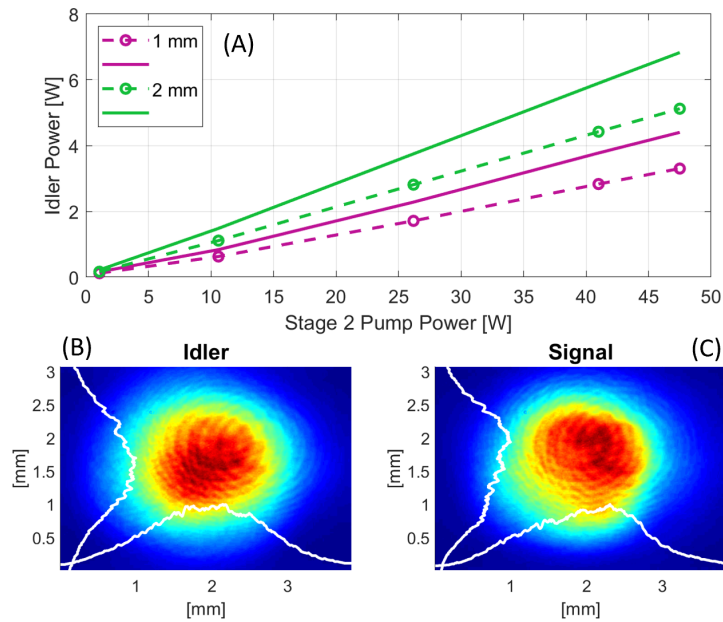 (A)
1 mm
2 mm
Idler Power [W]
8
6
4
2
0
0 5 10 15 20 25 30 35 40 45 50
Stage 2 Pump Power [W]
(B) Idler
[mm]
3
2.5
2
1.5
1
0.5
1 2 3
[mm]
Signal (C)
[mm]
3
2.5
2
1.5
1
0.5
1 2 3
[mm]